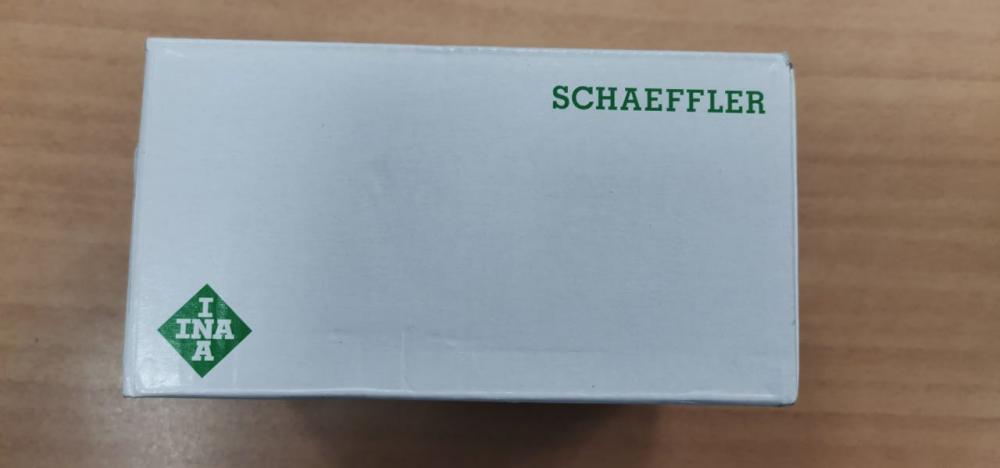 SCHAEFFLER
I
INA
A